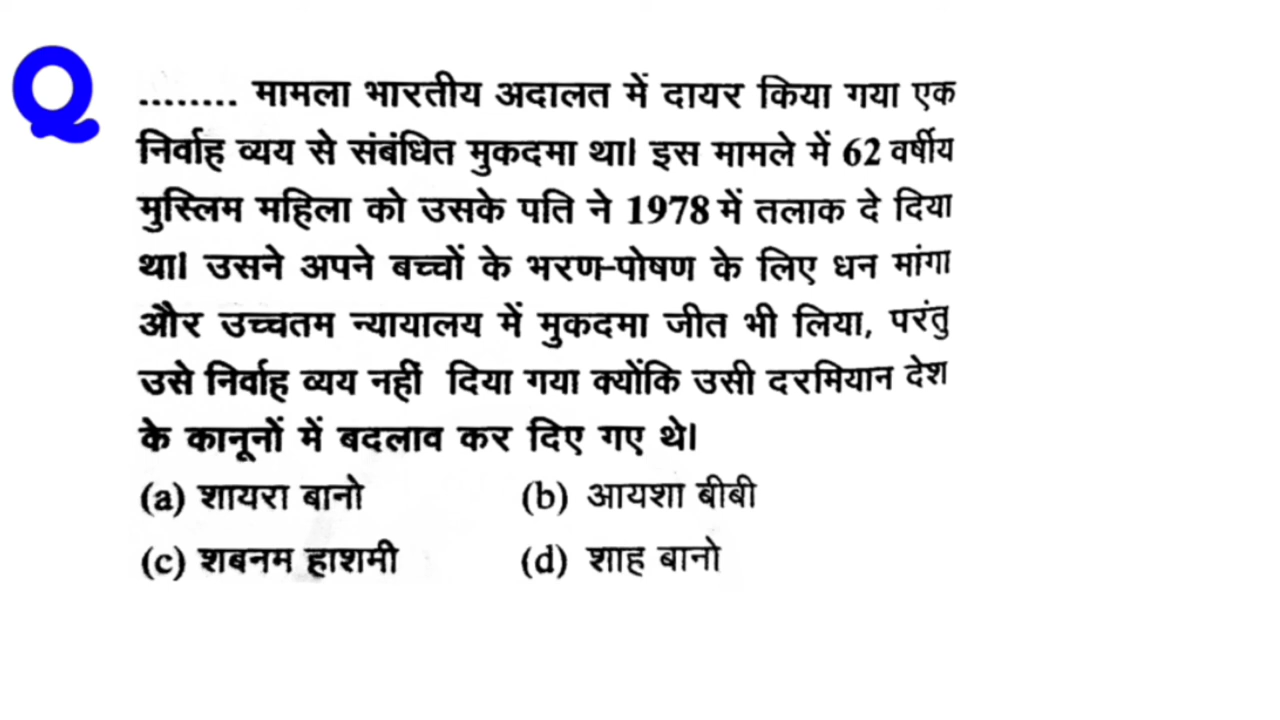 Q
........ मामला भारतीय अदालत में दायर किया गया एक
निर्वाह व्यय से संबंधित मुकदमा था। इस मामले में 62 वर्षीय
मुस्लिम महिला को उसके पति ने 1978 में तलाक दे दिया
था। उसने अपने बच्चों के भरण-पोषण के लिए धन मांगा
और उच्चतम न्यायालय में मुकदमा जीत भी लिया, परंतु
उसे निर्वाह व्यय नहीं दिया गया क्योंकि उसी दरमियान देश
के कानूनों में बदलाव कर दिए गए थे।
(a) शायरा बानो (b) आयशा बीबी
(c) शबनम हाशमी (d) शाह बानो